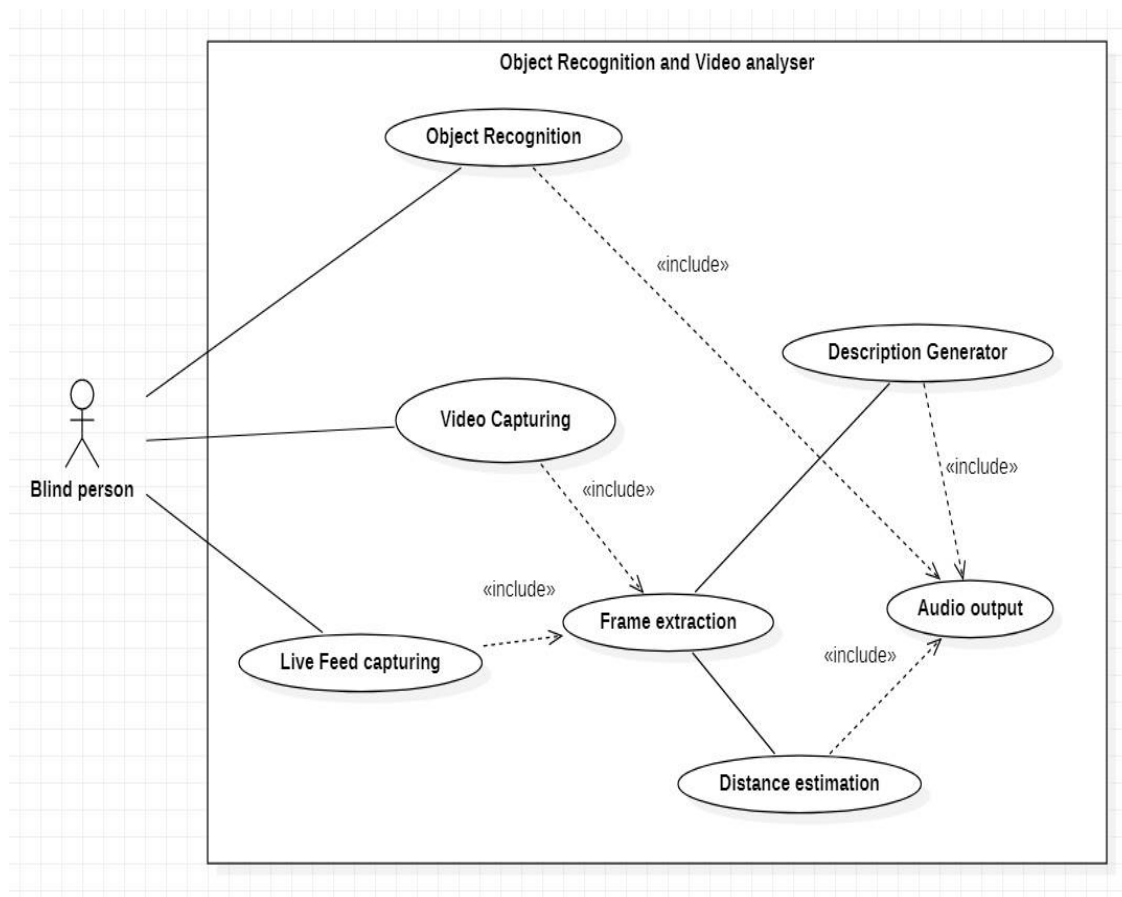 Object Recognition and Video analyser
Object Recognition
«include»
Description Generator
Video Capturing
«include»
«include»
Blind person
«include»
Frame extraction
Audio output
«include»
Live Feed capturing
Distance estimation